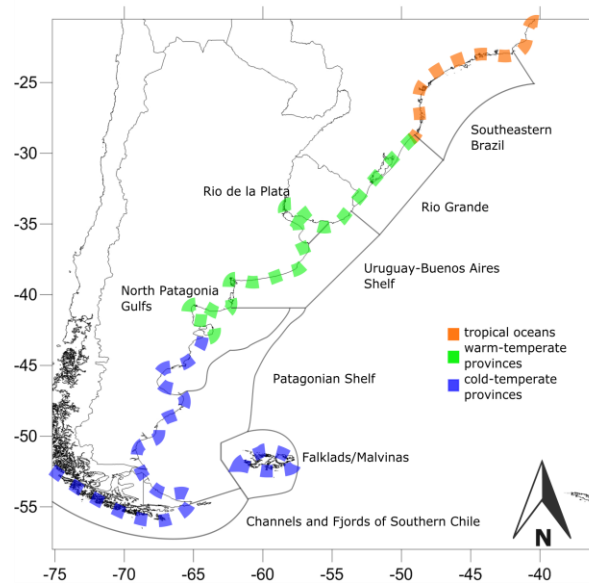 -25
-30
-35
-40
-45
-50
-55
-75
-70
-65
-60
-55
-50
-45
-40
Southeastern
Brazil
Rio de la Plata
Rio Grande
Uruguay-Buenos Aires
Shelf
North Patagonia
Gulfs
tropical oceans
warm-temperate
provinces
cold-temperate
provinces
Patagonian Shelf
Falklads/Malvinas
Channels and Fjords of Southern Chile
N